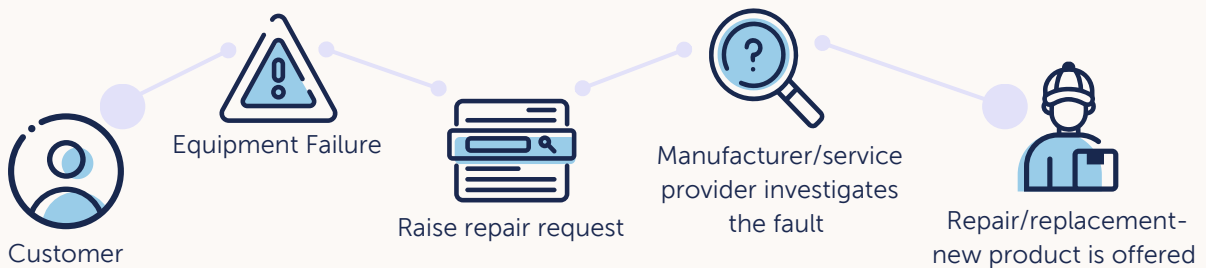 Customer
Equipment Failure
Raise repair request
Manufacturer/service
provider investigates
the fault
Repair/replacement-
new product is offered